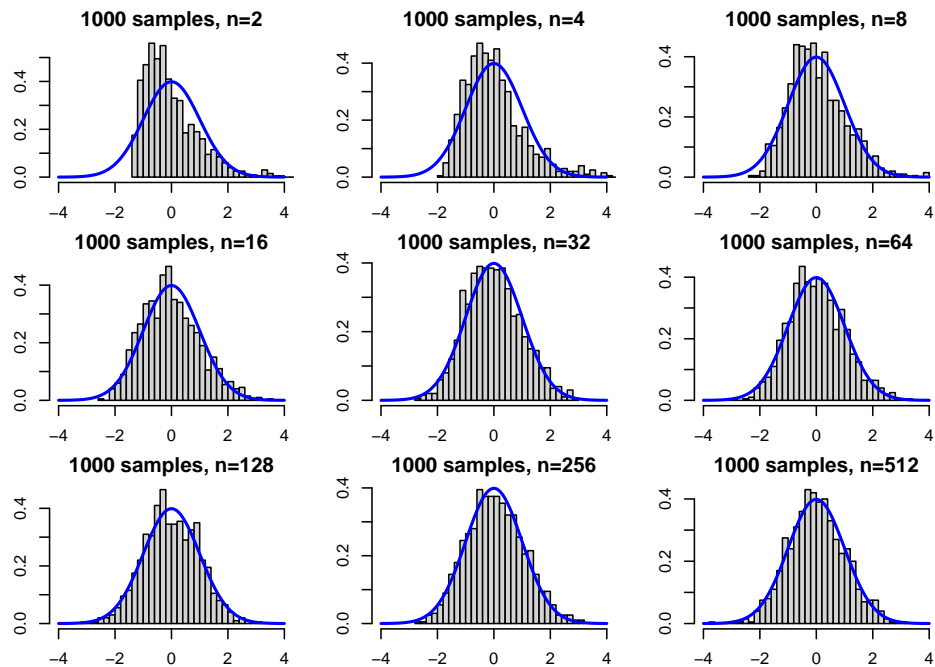 1000 samples, n=2
0.0 0.2 0.4
−4 −2 0 2 4
1000 samples, n=4
0.0 0.2 0.4
−4 −2 0 2 4
1000 samples, n=8
0.0 0.2 0.4
−4 −2 0 2 4
1000 samples, n=16
0.0 0.2 0.4
−4 −2 0 2 4
1000 samples, n=32
0.0 0.2 0.4
−4 −2 0 2 4
1000 samples, n=64
0.0 0.2 0.4
−4 −2 0 2 4
1000 samples, n=128
0.0 0.2 0.4
−4 −2 0 2 4
1000 samples, n=256
0.0 0.2 0.4
−4 −2 0 2 4
1000 samples, n=512
0.0 0.2 0.4
−4 −2 0 2 4